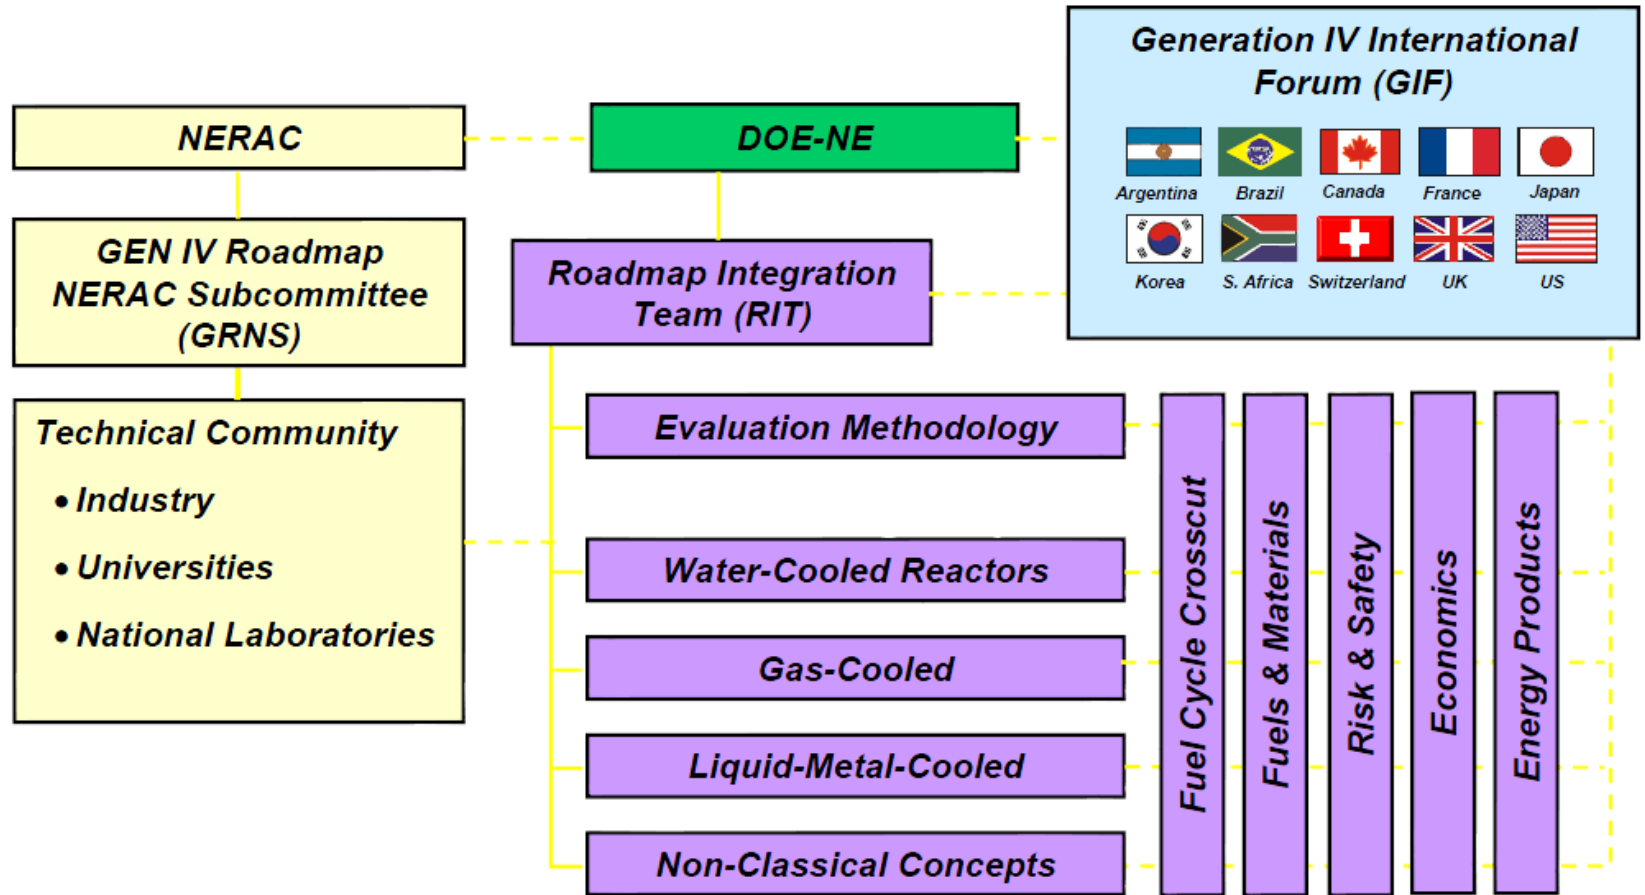 NERAC
DOE-NE
Generation IV International
Forum (GIF)
Argentina
Brazil
Canada
France
Japan
Korea
S. Africa
Switzerland
UK
US
GEN IV Roadmap
NERAC Subcommittee
(GRNS)
Roadmap Integration
Team (RIT)
Technical Community
• Industry
• Universities
• National Laboratories
Evaluation Methodology
Water-Cooled Reactors
Gas-Cooled
Liquid-Metal-Cooled
Non-Classical Concepts
Fuel Cycle Crosscut
Fuels & Materials
Risk & Safety
Economics
Energy Products